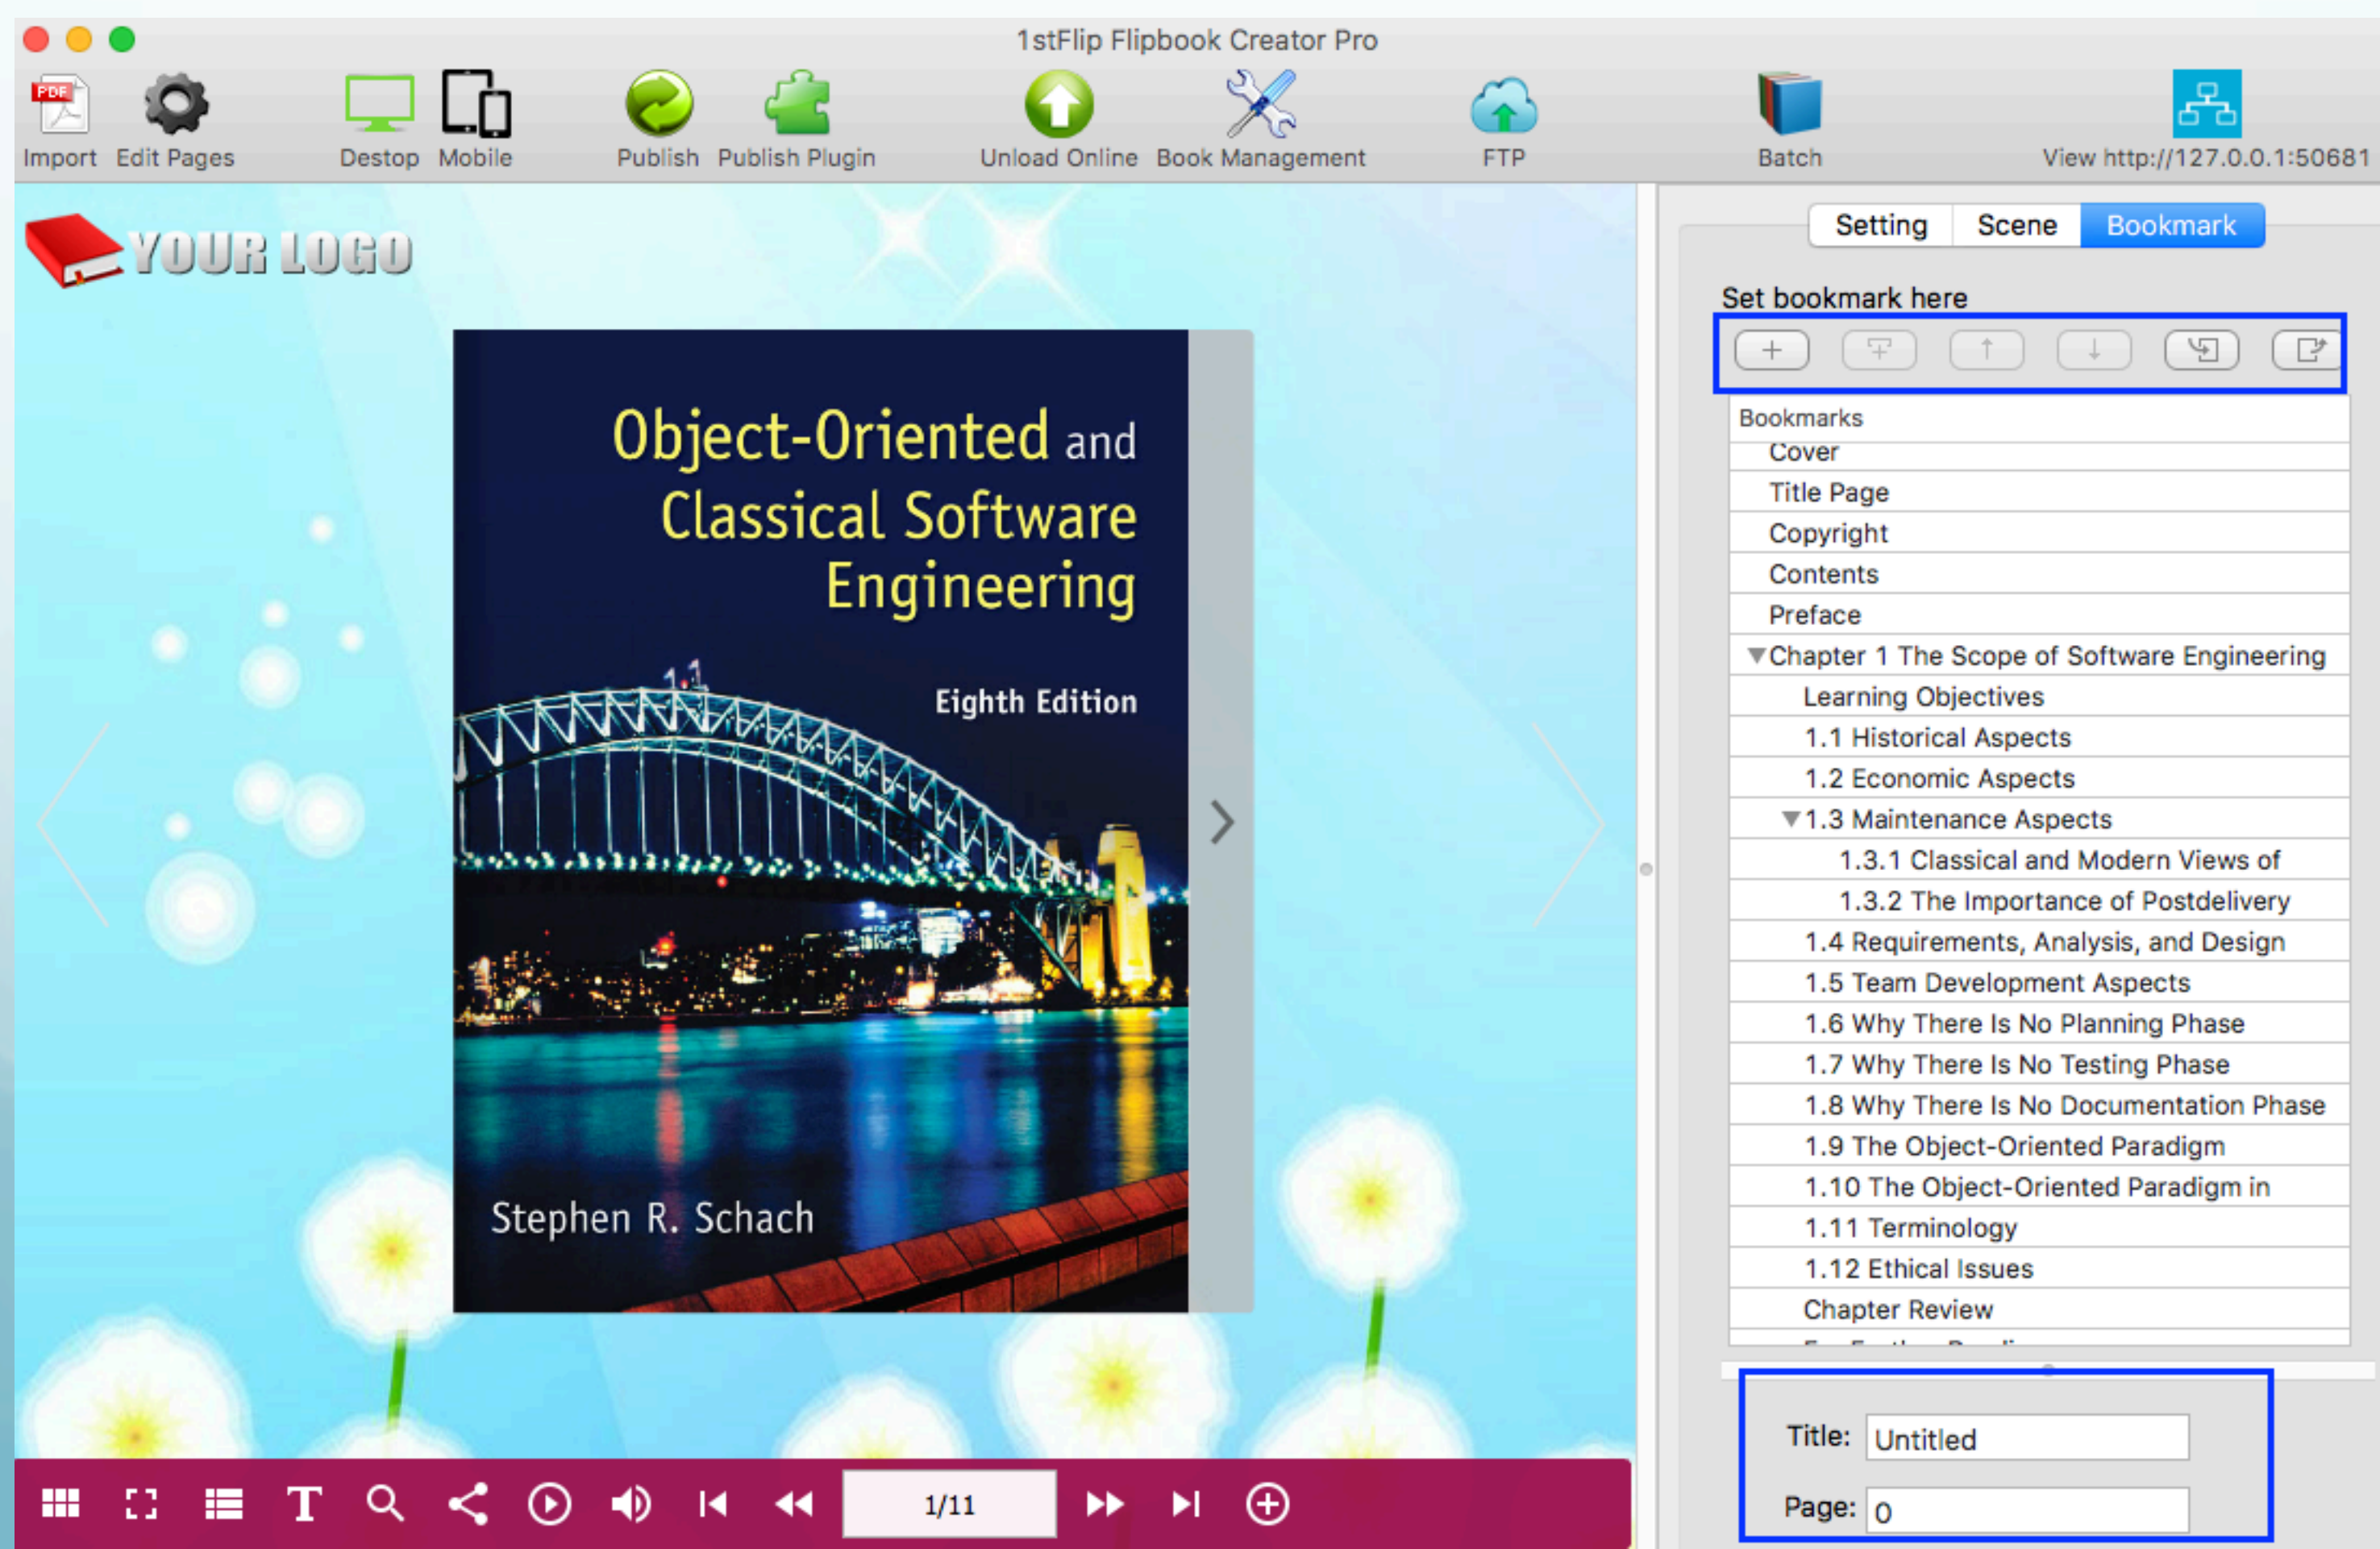 1stFlip Flipbook Creator Pro
PDF
Import Edit Pages Destop Mobile Publish Publish Plugin Unload Online Book Management FTP Batch View http://127.0.0.1:50681
YOUR LOGO
Object-Oriented and
Classical Software
Engineering
Eighth Edition
Stephen R. Schach
T
1/11
Setting Scene Bookmark
Set bookmark here
Bookmarks
Cover
Title Page
Copyright
Contents
Preface
Chapter 1 The Scope of Software Engineering
Learning Objectives
1.1 Historical Aspects
1.2 Economic Aspects
1.3 Maintenance Aspects
1.3.1 Classical and Modern Views of
1.3.2 The Importance of Postdelivery
1.4 Requirements, Analysis, and Design
1.5 Team Development Aspects
1.6 Why There Is No Planning Phase
1.7 Why There Is No Testing Phase
1.8 Why There Is No Documentation Phase
1.9 The Object-Oriented Paradigm
1.10 The Object-Oriented Paradigm in
1.11 Terminology
1.12 Ethical Issues
Chapter Review
Title: Untitled
Page: 0